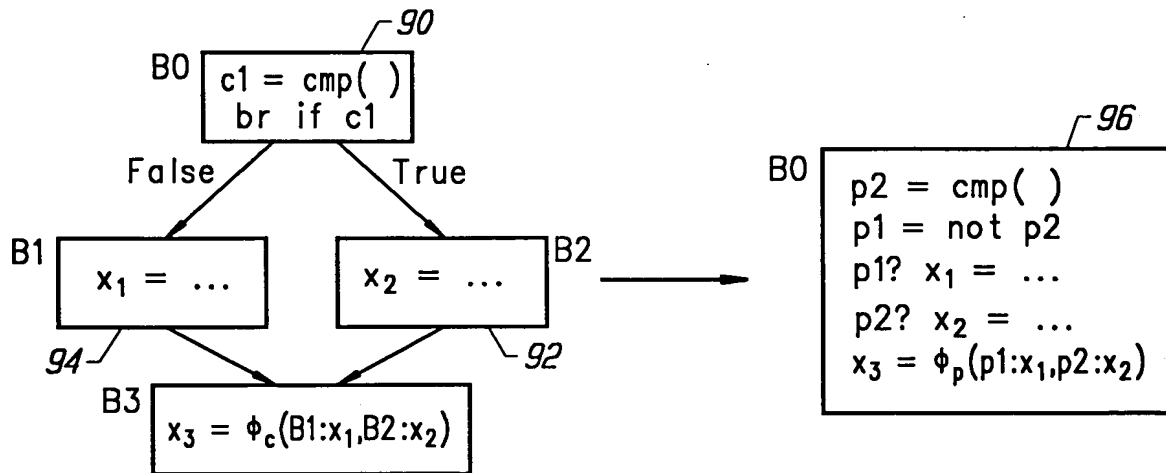 90
B0
c1 = cmp( )
br if c1
False
True
B1
x₁ = ...
94
B2
x₂ = ...
92
B3
x₃ = ϕc(B1:x₁,B2:x₂)
96
B0
p2 = cmp( )
p1 = not p2
p1? x₁ = ...
p2? x₂ = ...
x₃ = ϕp(p1:x₁,p2:x₂)